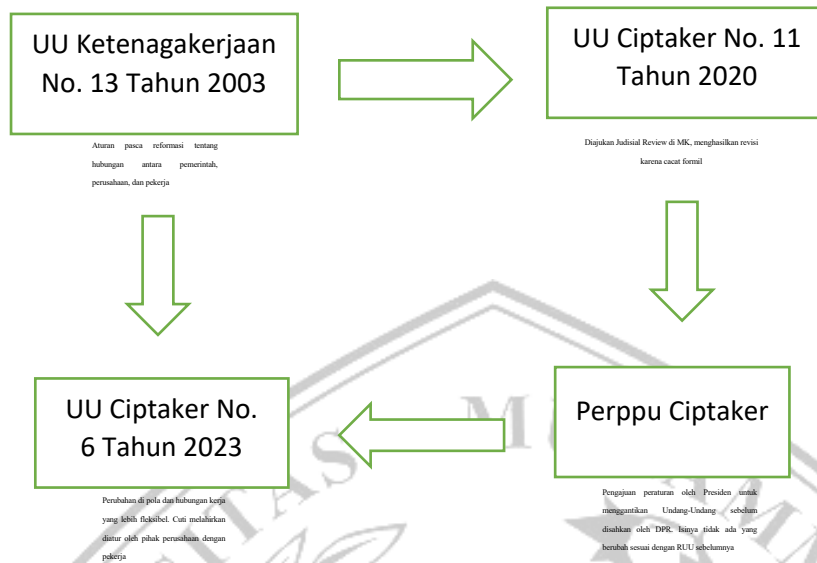 UU Ketenagakerjaan
No. 13 Tahun 2003
UU Ciptaker No. 11
Tahun 2020
Aturan pasca reformasi tentang
hubungan antara pemerintah,
perusahaan, dan pekerja
Diajukan Judisial Review di MK, menghasilkan revisi
karena cacat formil
UU Ciptaker No.
6 Tahun 2023
Perppu Ciptaker
Perubahan di pola dan hubungan kerja
yang lebih fleksibel. Cuti melahirkan
diatur oleh pihak perusahaan dengan
pekerja
Pengajuan peraturan oleh Presiden untuk
menggantikan Undang-Undang sebelum
disahkan oleh DPR. Isinya tidak ada yang
berubah sesuai dengan RUU sebelumnya